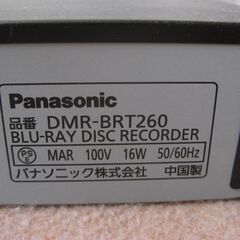 Panasonic
品番 DMR-BRT260
BLU-RAY DISC RECORDER
PSE MAR 100V 16W 50/60Hz
パナソニック株式会社 中国製